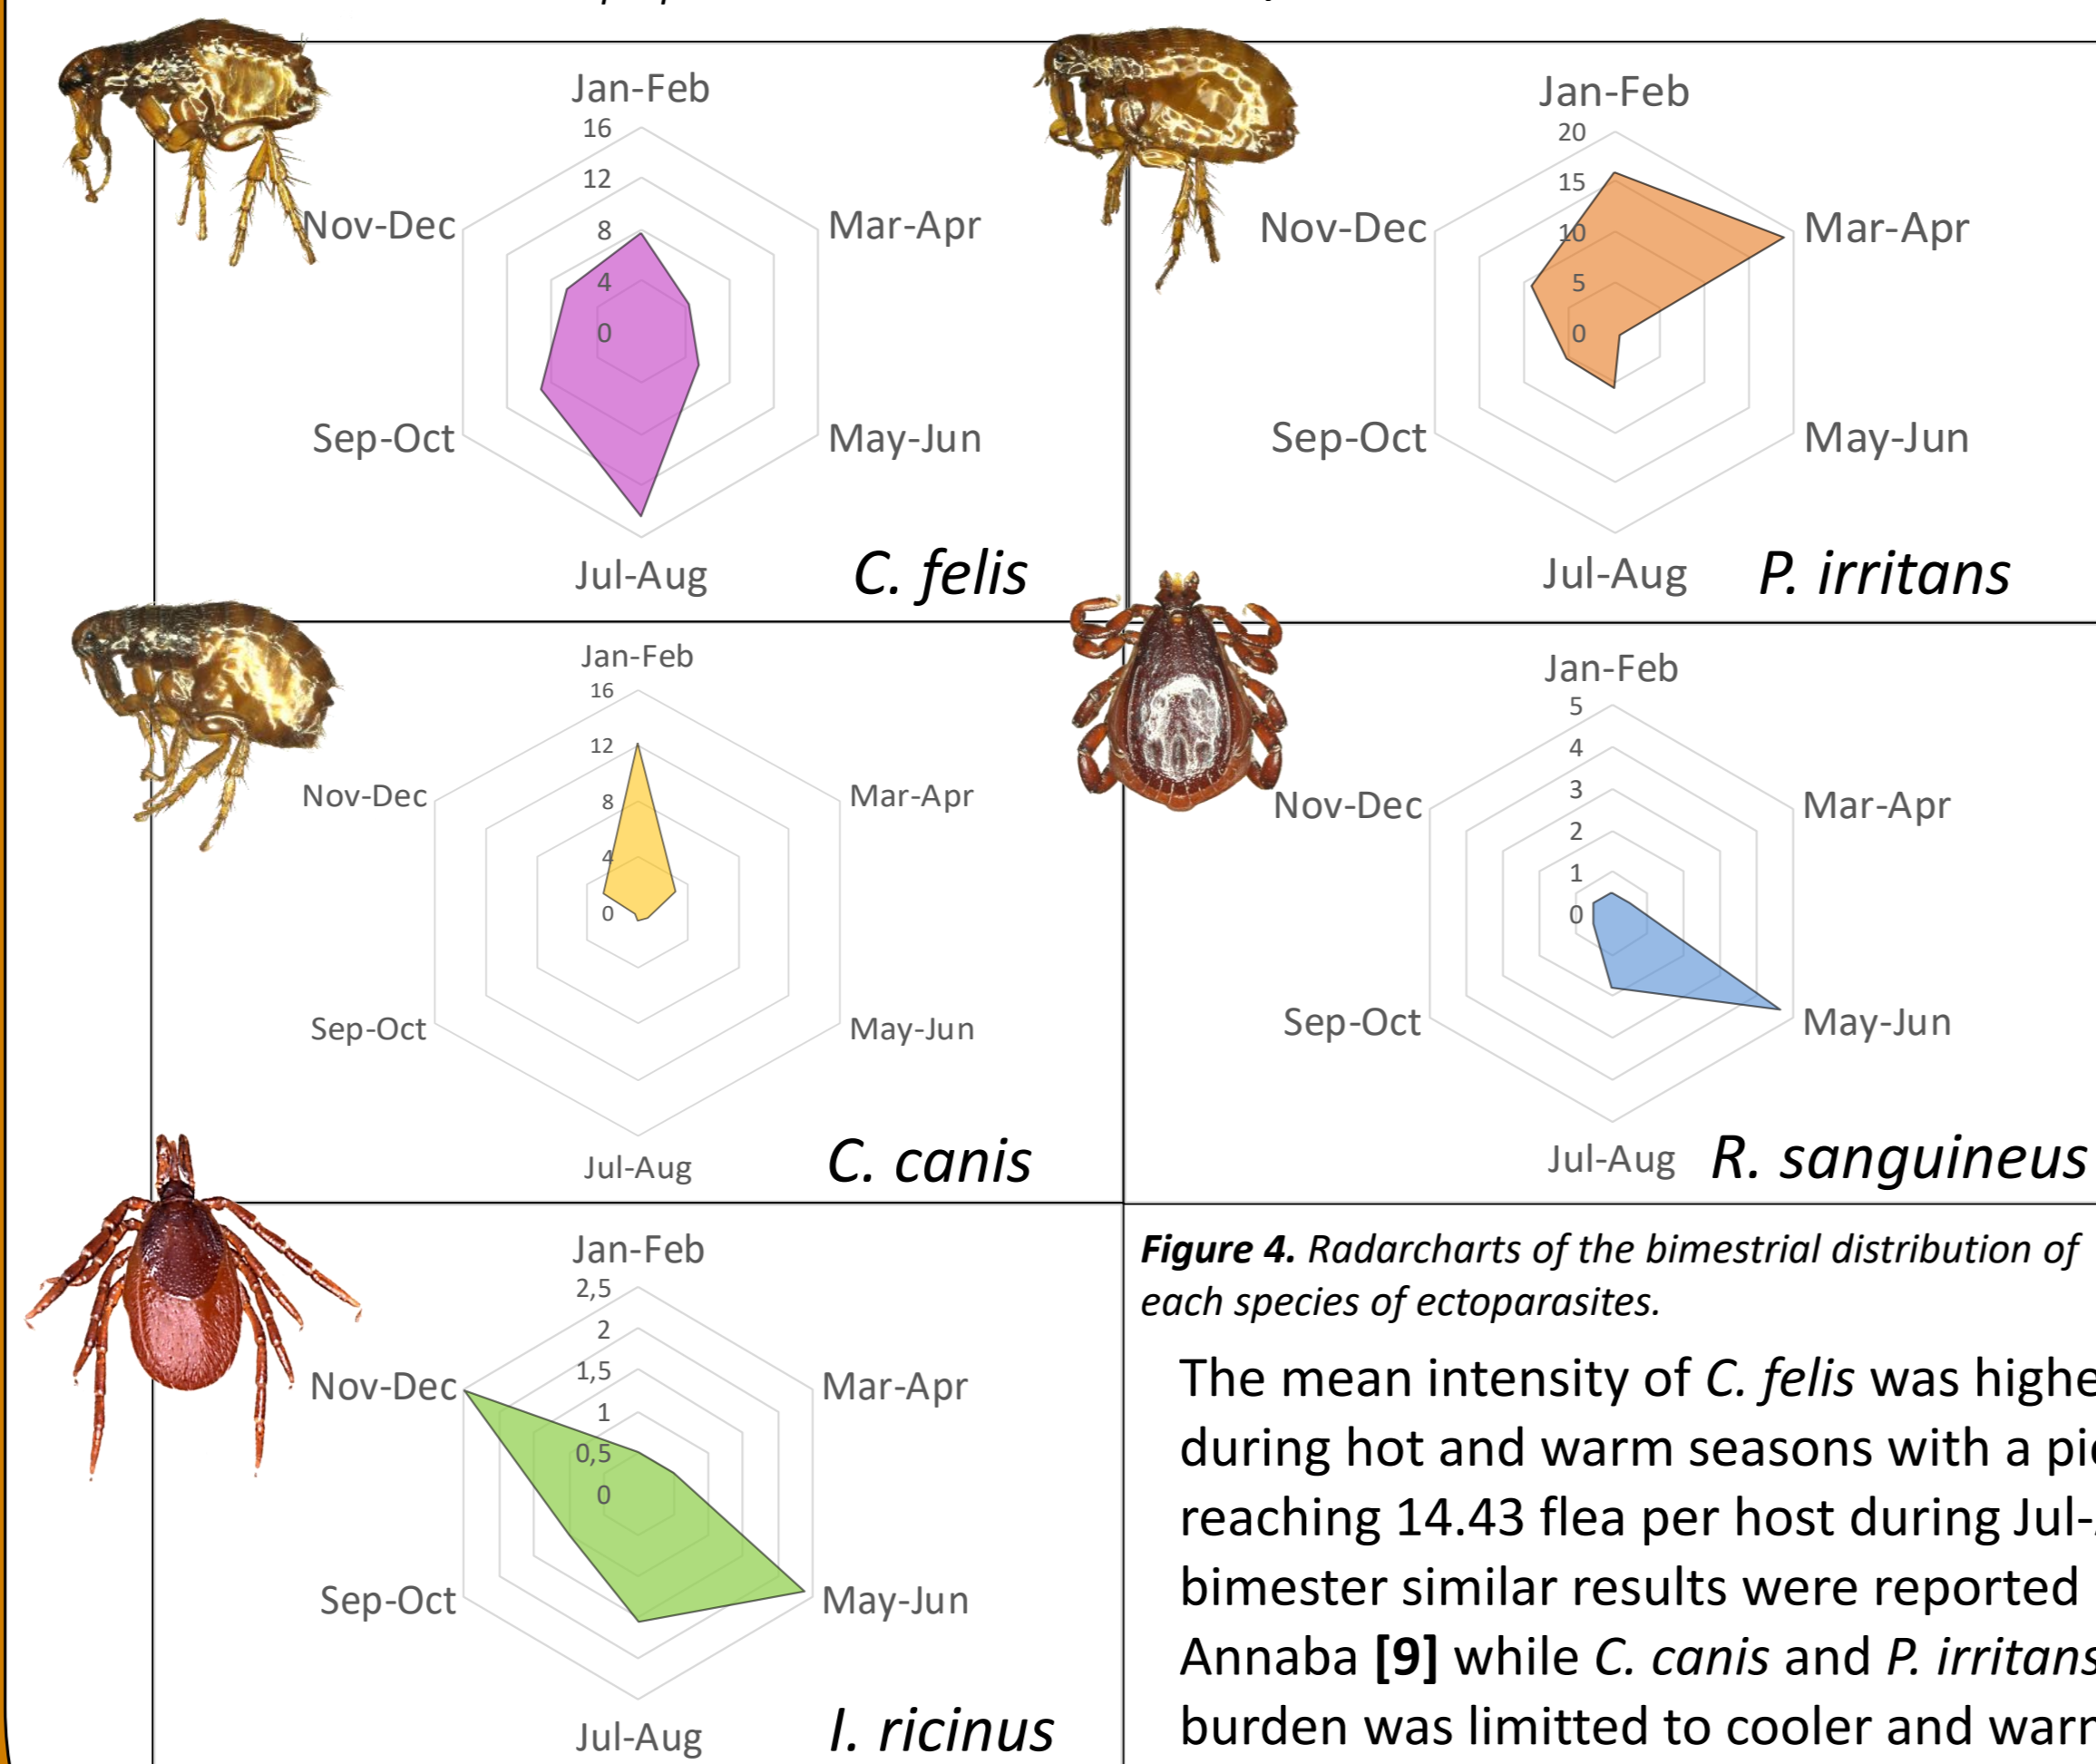 Jan-Feb
16
12
8
4
0
Nov-Dec
Mar-Apr
Sep-Oct
May-Jun
Jul-Aug
C. felis
Jan-Feb
20
15
10
5
0
Nov-Dec
Mar-Apr
Sep-Oct
May-Jun
Jul-Aug
P. irritans
Jan-Feb
16
12
8
4
0
Nov-Dec
Mar-Apr
Sep-Oct
May-Jun
Jul-Aug
C. canis
Jan-Feb
5
4
3
2
1
0
Nov-Dec
Mar-Apr
Sep-Oct
May-Jun
Jul-Aug
R. sanguineus
Jan-Feb
2,5
2
1,5
1
0,5
0
Nov-Dec
Mar-Apr
Sep-Oct
May-Jun
Jul-Aug
I. ricinus
Figure 4. Radarcharts of the bimestrial distribution of
each species of ectoparasites.
The mean intensity of C. felis was
during hot and warm seasons with a
reaching 14.43 flea per host during
bimester similar results were reported
Annaba [9] while C. canis and P. irritans
burden was limitted to cooler and